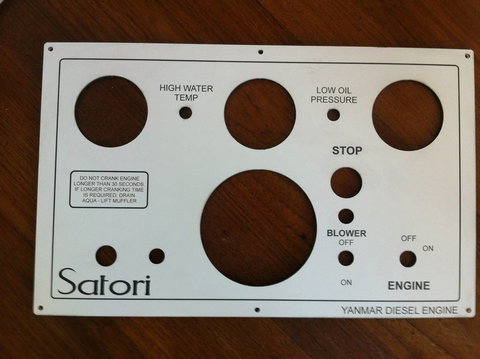 HIGH WATER
TEMP
LOW OIL
PRESSURE
STOP
DO NOT CRANK ENGINE
LONGER THAN 30 SECONDS
IF LONGER CRANKING TIME
IS REQUIRED, DRAIN
AQUA - LIFT MUFFLER
BLOWER
OFF
ON
OFF
ON
ENGINE
Satori
YANMAR DIESEL ENGINE